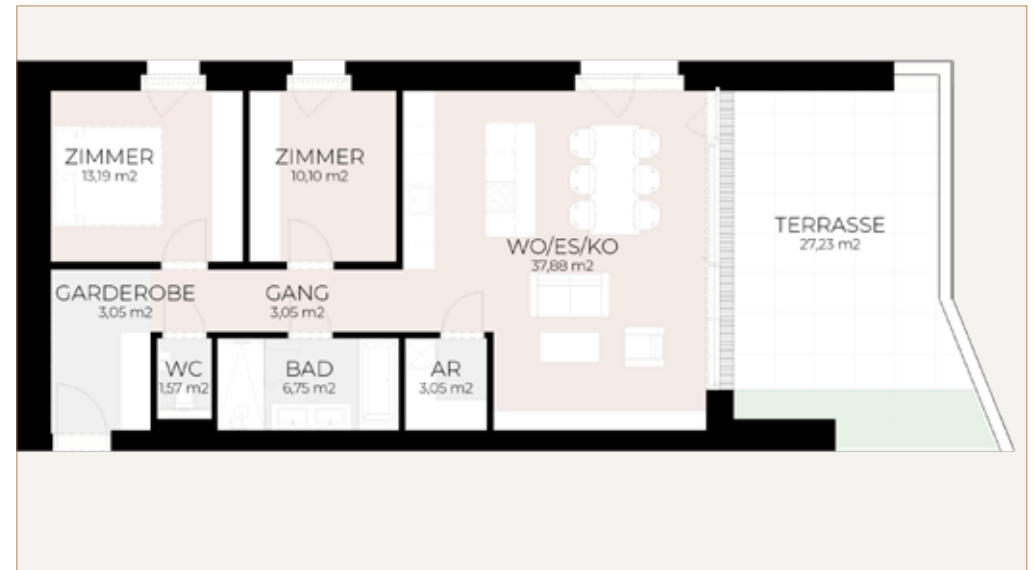 ZIMMER
13,19 m2
ZIMMER
10,10 m2
WO/ES/KO
37,88 m2
TERRASSE
27,23 m2
GARDEROBE
3,05 m2
GANG
3,05 m2
WC
1,57 m2
BAD
6,75 m2
AR
3,05 m2